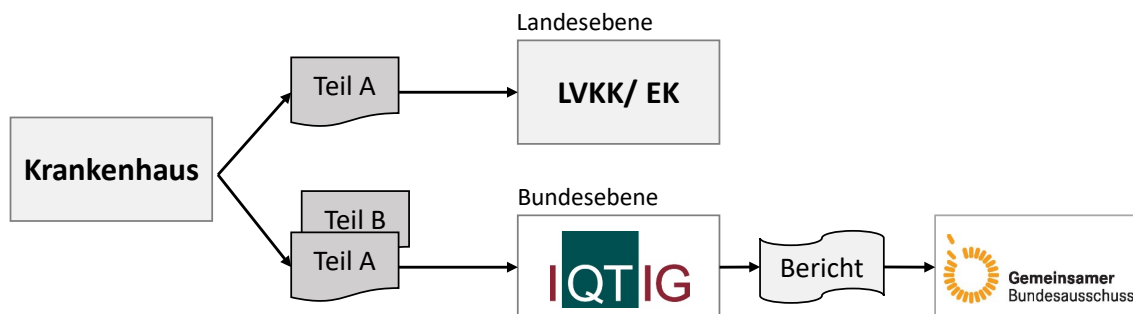 Landesebene
Teil A
LVKK/ EK
Krankenhaus
Bundesebene
Teil B
Teil A
IQTIG
Bericht
Gemeinsamer
Bundesausschuss